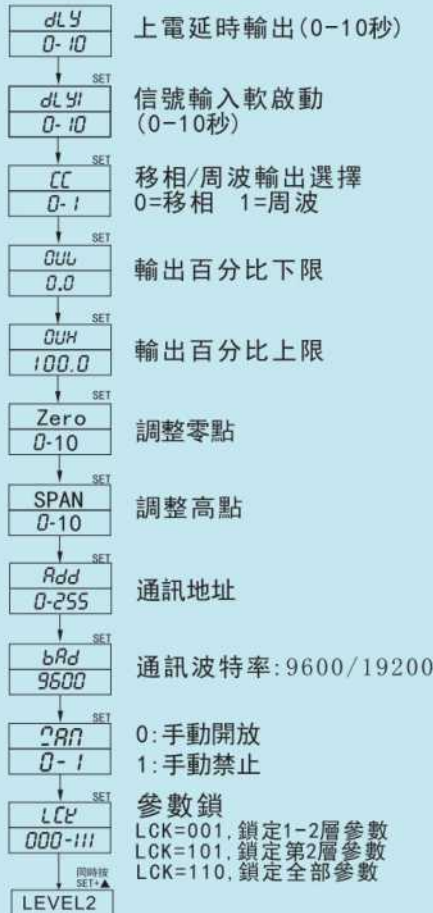 dLY
0-10
上電延時輸出(0-10秒)
SET
dLY1
0-10
信號輸入軟啟動
(0-10秒)
SET
CC
0-1
移相/周波輸出選擇
0=移相 1=周波
SET
OUL
0.0
輸出百分比下限
SET
OUH
100.0
輸出百分比上限
SET
Zero
0-10
調整零點
SET
SPAN
0-10
調整高點
SET
Add
0-255
通訊地址
SET
bAd
9600
通訊波特率:9600/19200
SET
0-1
0:手動開放
1:手動禁止
SET
LCK
000-111
參數鎖
LCK=001,鎖定1-2層參數
LCK=101,鎖定第2層參數
LCK=110,鎖定全部參數
同時按
SET+▲
LEVEL2